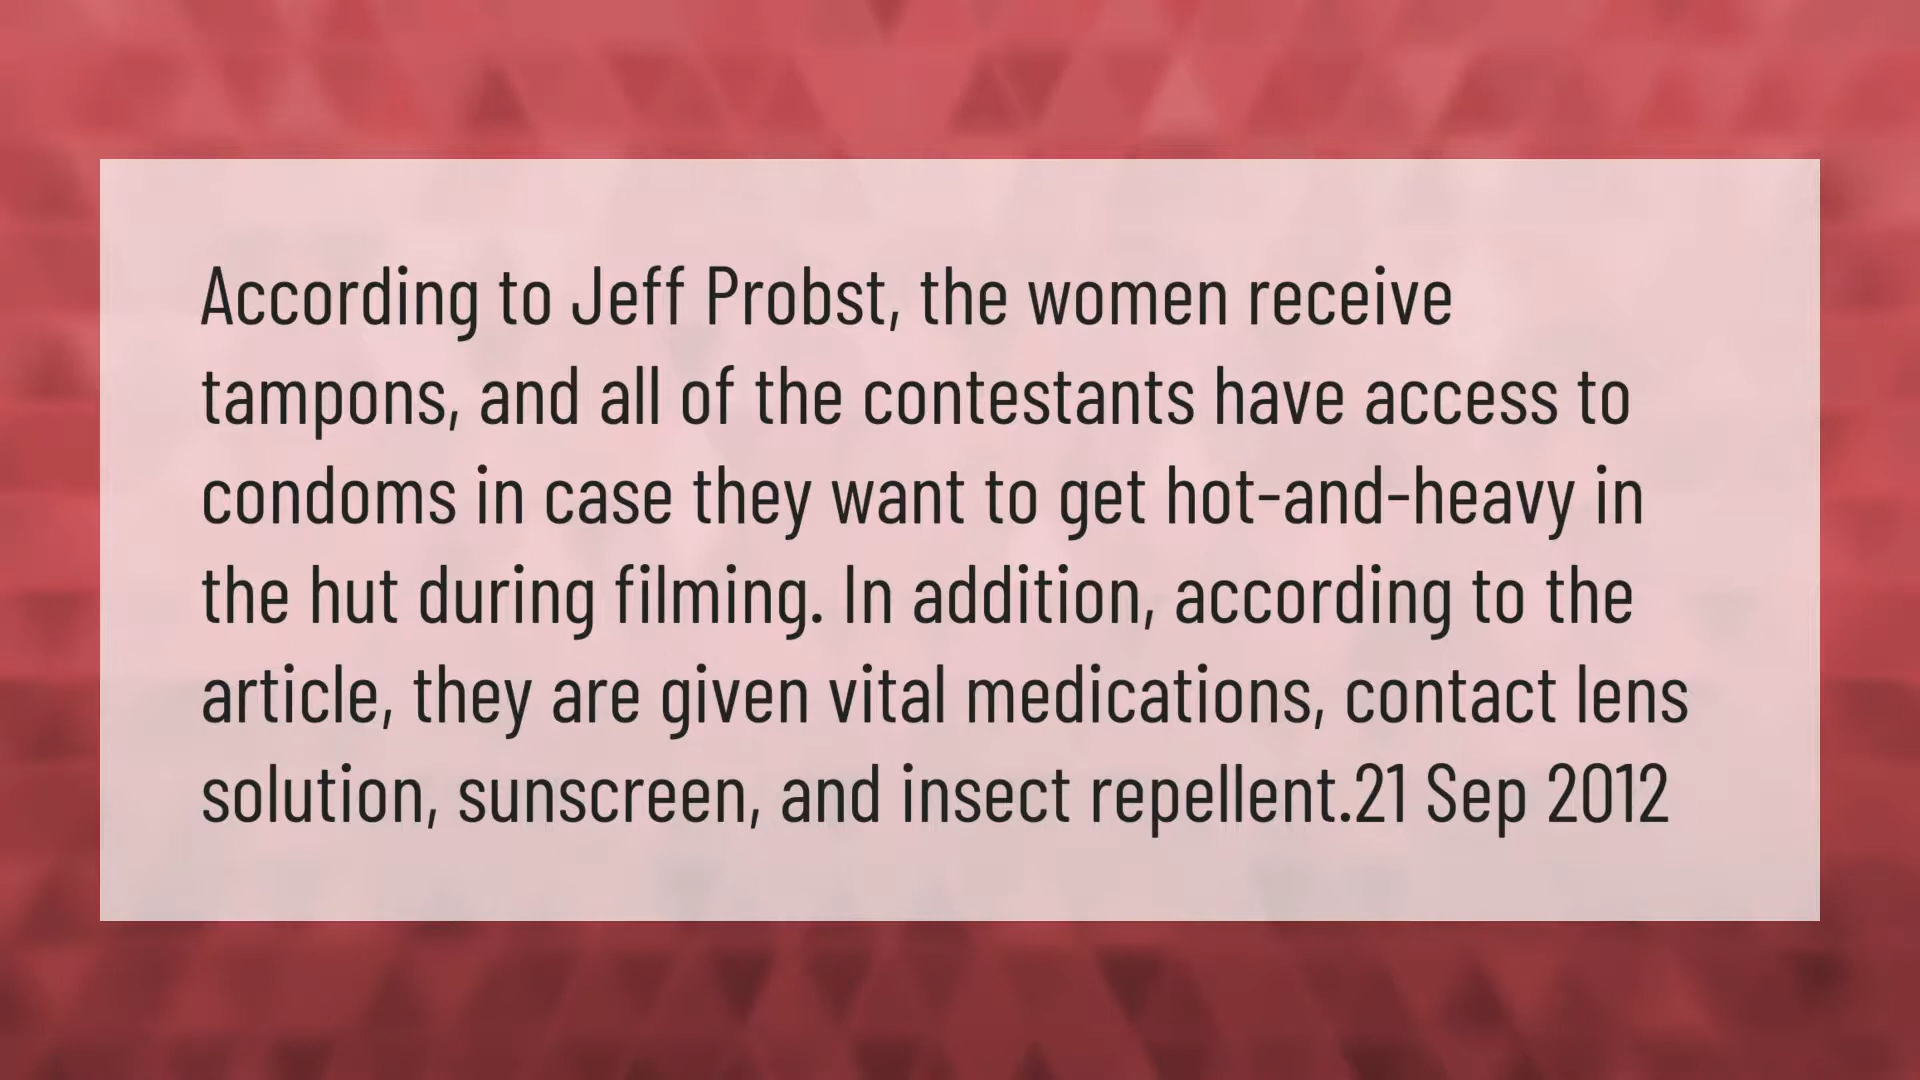 According to Jeff Probst, the women receive
tampons, and all of the contestants have access to
condoms in case they want to get hot-and-heavy in
the hut during filming. In addition, according to the
article, they are given vital medications, contact lens
solution, sunscreen, and insect repellent.21 Sep 2012